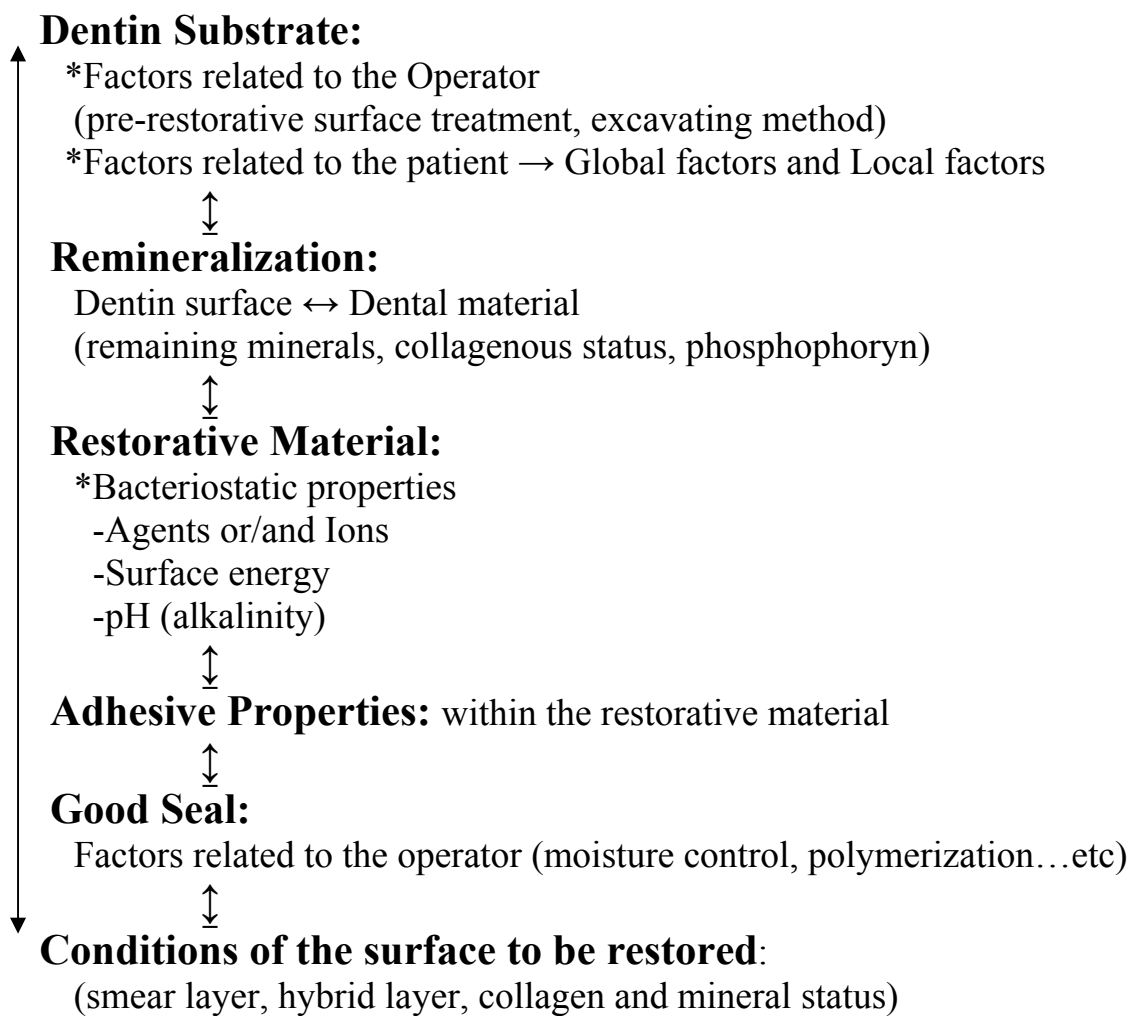 Dentin Substrate:
*Factors related to the Operator
(pre-restorative surface treatment, excavating method)
*Factors related to the patient → Global factors and Local factors
↕
Remineralization:
Dentin surface ↔ Dental material
(remaining minerals, collagenous status, phosphophoryn)
↕
Restorative Material:
*Bacteriostatic properties
-Agents or/and Ions
-Surface energy
-pH (alkalinity)
↕
Adhesive Properties: within the restorative material
↕
Good Seal:
Factors related to the operator (moisture control, polymerization…etc)
↕
Conditions of the surface to be restored:
(smear layer, hybrid layer, collagen and mineral status)